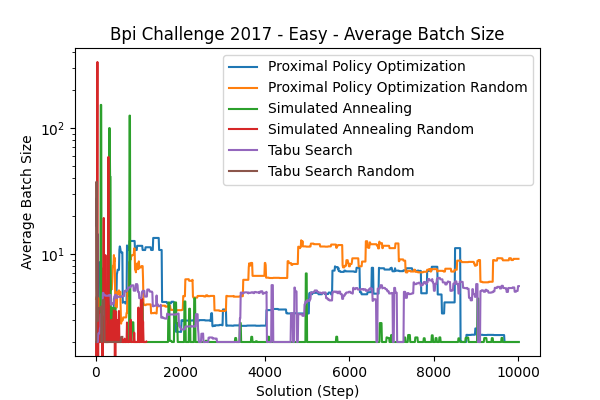 Bpi Challenge 2017 - Easy - Average Batch Size
Proximal Policy Optimization
Proximal Policy Optimization Random
Simulated Annealing
Simulated Annealing Random
Tabu Search
Tabu Search Random
Average Batch Size
10²
10¹
0 2000 4000 6000 8000 10000
Solution (Step)